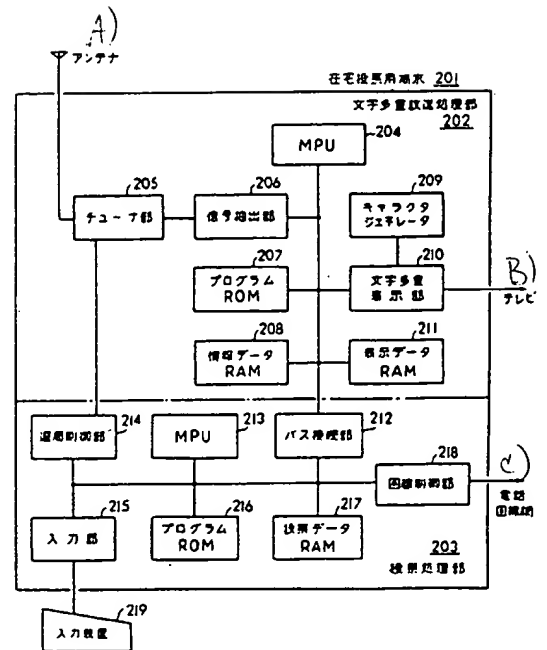 A)
アンテナ
在宅投票用端末 201
文字多重放送処理部
202
204
MPU
205
チューナ部
206
信号抽出部
209
キャラクタ
ジェネレータ
207
プログラム
ROM
210
文字多重
表示部
B)
テレビ
208
情報データ
RAM
211
表示データ
RAM
214
選局制御部
213
MPU
212
バス接続部
218
回線制御部
C)
電話
回線網
215
入力部
216
プログラム
ROM
217
投票データ
RAM
203
投票処理部
219
入力装置